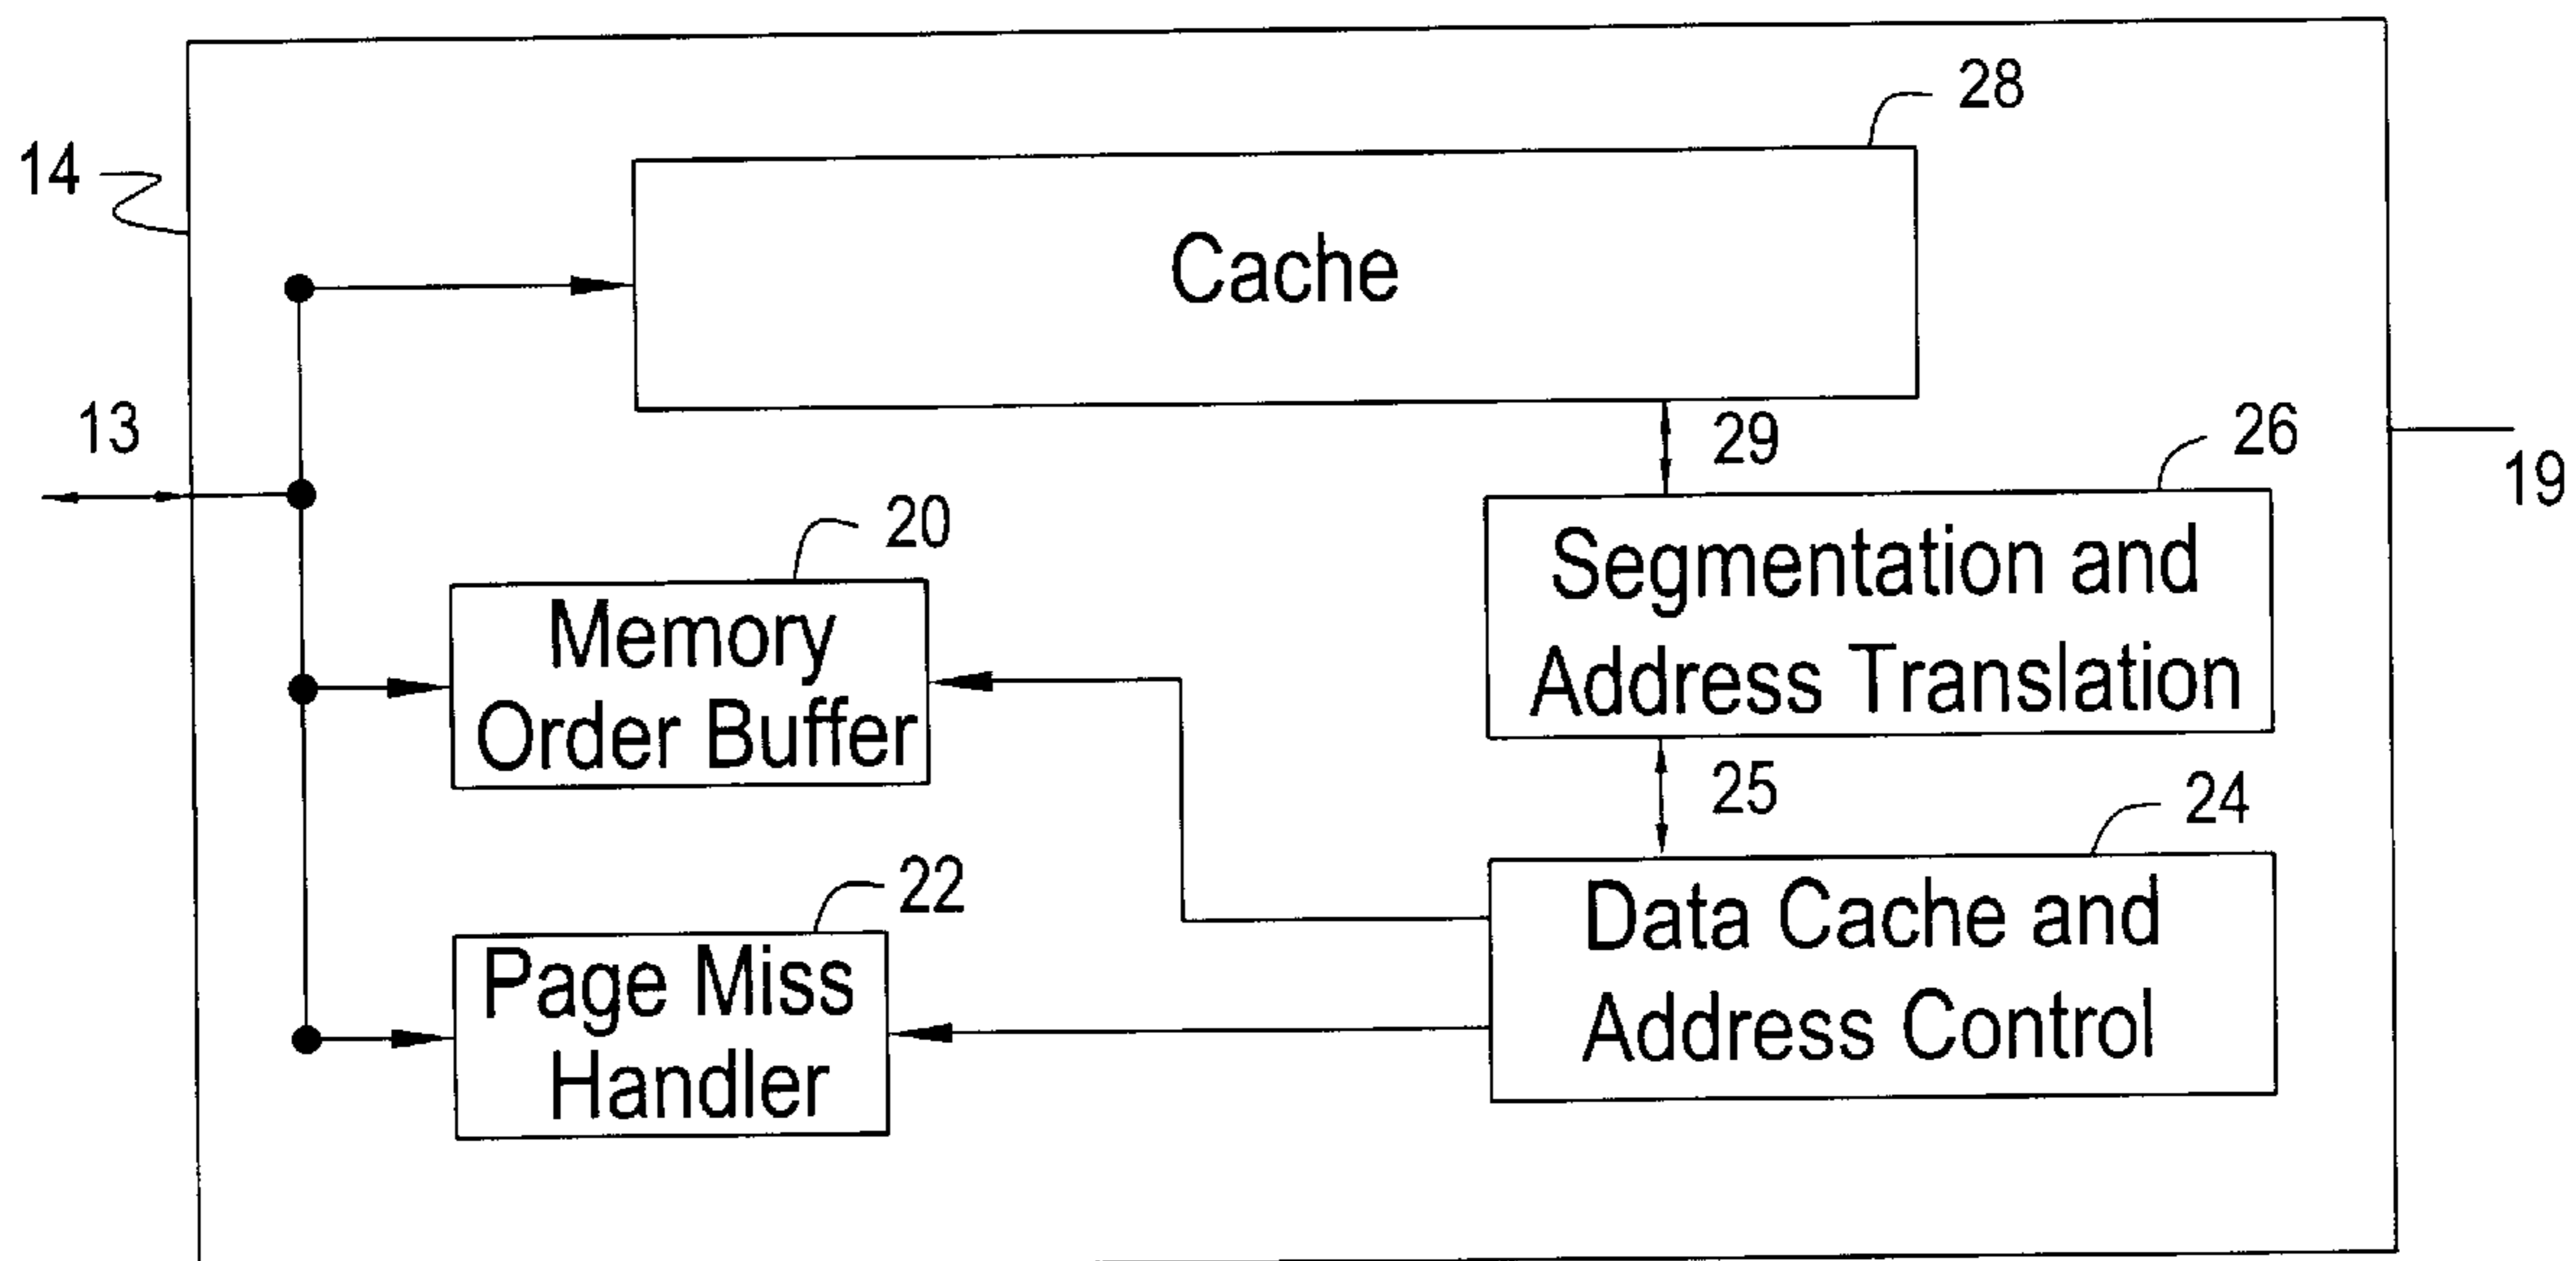 28
14
Cache
13
29
26
19
20
Segmentation and
Address Translation
Memory
Order Buffer
25
24
22
Data Cache and
Address Control
Page Miss
Handler